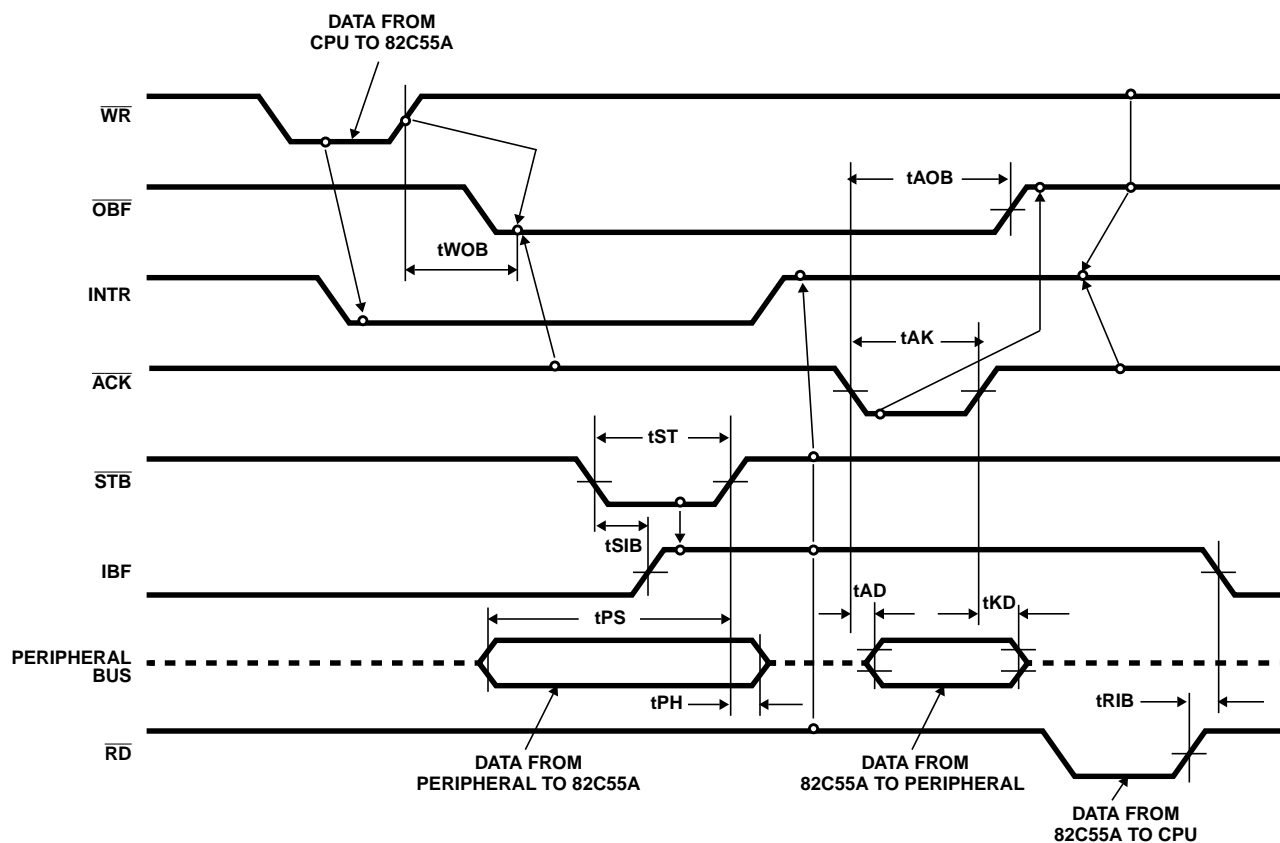 DATA FROM
CPU TO 82C55A
WR
OBF
tAOB
tWOB
INTR
tAK
ACK
tST
STB
tSIB
IBF
tAD
tKD
tPS
PERIPHERAL
BUS
tPH
tRIB
RD
DATA FROM
PERIPHERAL TO 82C55A
DATA FROM
82C55A TO PERIPHERAL
DATA FROM
82C55A TO CPU